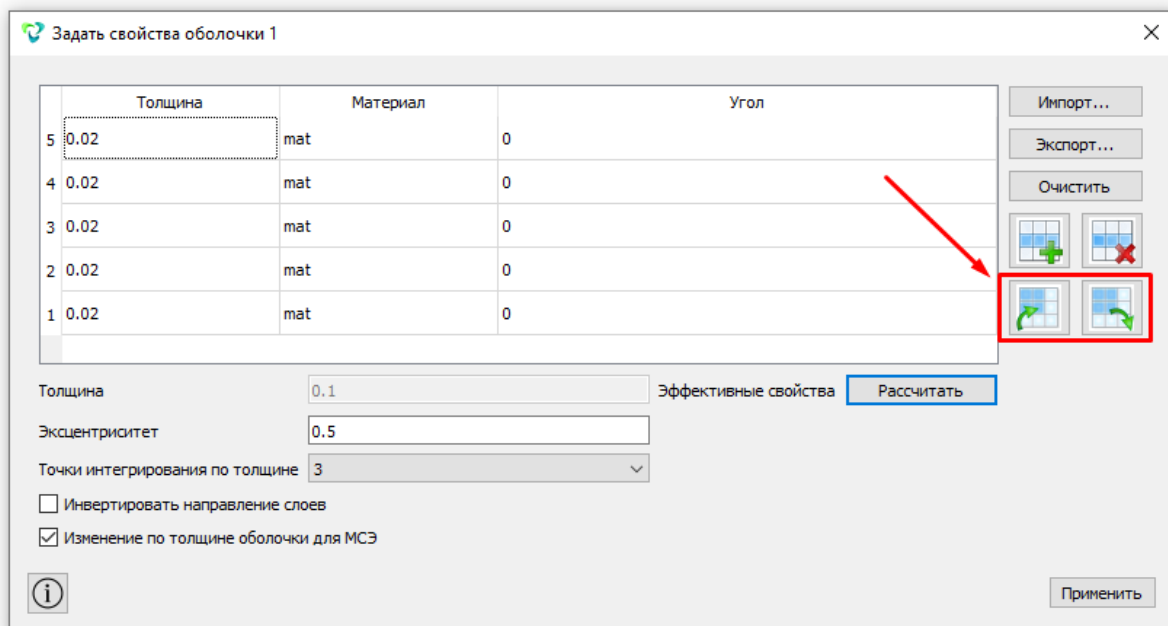 Задать свойства оболочки 1
Толщина Материал Угол
5 0.02 mat 0
4 0.02 mat 0
3 0.02 mat 0
2 0.02 mat 0
1 0.02 mat 0
Импорт...
Экспорт...
Очистить
Толщина 0.1 Эффективные свойства Рассчитать
Эксцентриситет 0.5
Точки интегрирования по толщине 3
Инвертировать направление слоев
Изменение по толщине оболочки для МСЭ
Применить